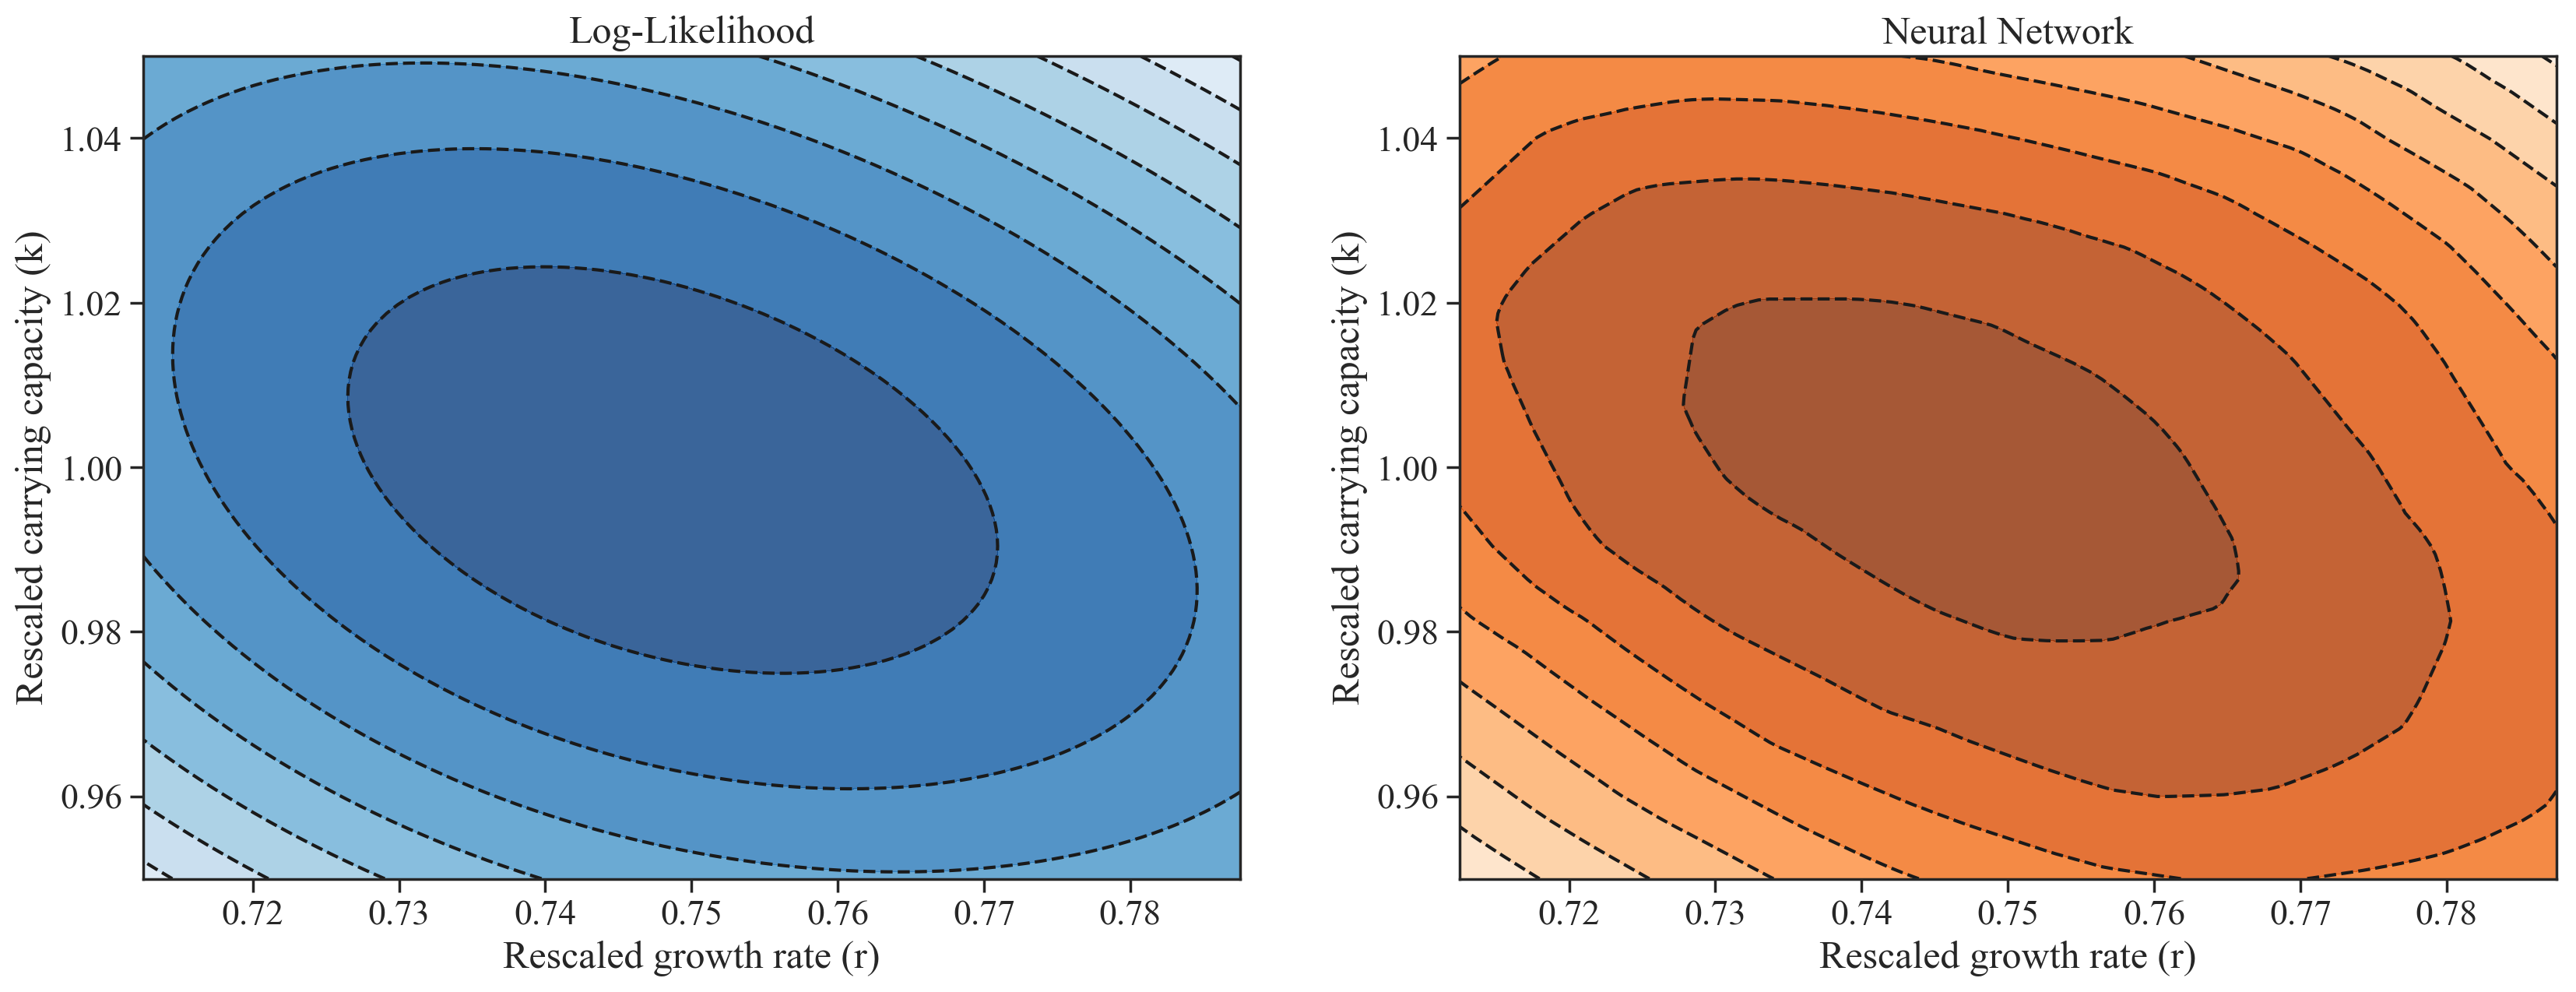 Log-Likelihood
Rescaled carrying capacity (k)
1.04
1.02
1.00
0.98
0.96
0.72 0.73 0.74 0.75 0.76 0.77 0.78
Rescaled growth rate (r)
Neural Network
Rescaled carrying capacity (k)
1.04
1.02
1.00
0.98
0.96
0.72 0.73 0.74 0.75 0.76 0.77 0.78
Rescaled growth rate (r)